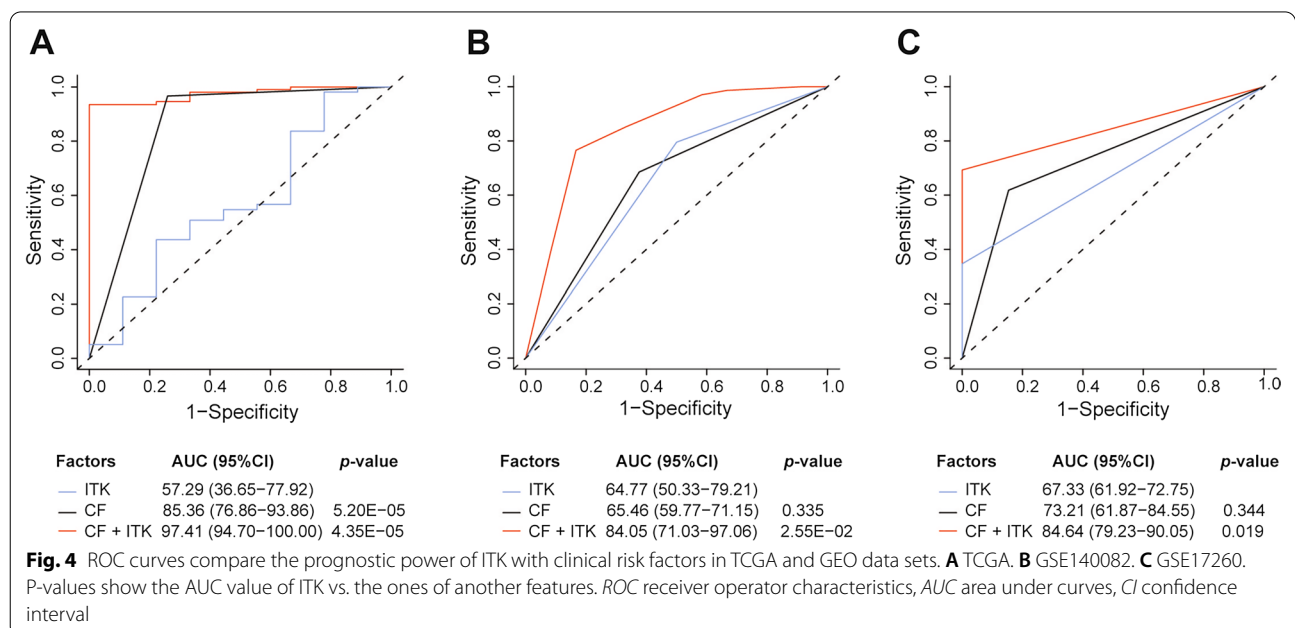 A
B
C
Sensitivity
0.0 0.2 0.4 0.6 0.8 1.0
0.0 0.2 0.4 0.6 0.8 1.0
1−Specificity
Sensitivity
0.0 0.2 0.4 0.6 0.8 1.0
0.0 0.2 0.4 0.6 0.8 1.0
1−Specificity
Sensitivity
0.0 0.2 0.4 0.6 0.8 1.0
0.0 0.2 0.4 0.6 0.8 1.0
1−Specificity
Factors AUC (95%CI) p-value
ITK 57.29 (36.65−77.92)
CF 85.36 (76.86−93.86) 5.20E−05
CF + ITK 97.41 (94.70−100.00) 4.35E−05
Factors AUC (95%CI) p-value
ITK 64.77 (50.33−79.21)
CF 65.46 (59.77−71.15) 0.335
CF + ITK 84.05 (71.03−97.06) 2.55E−02
Factors AUC (95%CI) p-value
ITK 67.33 (61.92−72.75)
CF 73.21 (61.87−84.55) 0.344
CF + ITK 84.64 (79.23−90.05) 0.019
Fig. 4 ROC curves compare the prognostic power of ITK with clinical risk factors in TCGA and GEO data sets. A TCGA. B GSE140082. C GSE17260.
P-values show the AUC value of ITK vs. the ones of another features. ROC receiver operator characteristics, AUC area under curves, CI confidence
interval